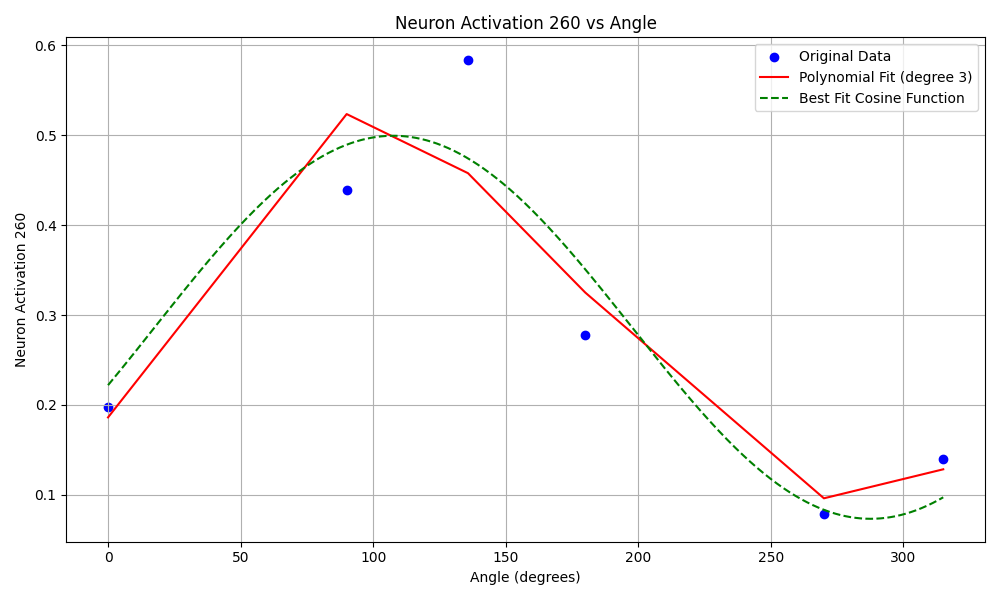 Neuron Activation 260 vs Angle
Original Data
Polynomial Fit (degree 3)
Best Fit Cosine Function
Neuron Activation 260
0.6
0.5
0.4
0.3
0.2
0.1
0 50 100 150 200 250 300
Angle (degrees)